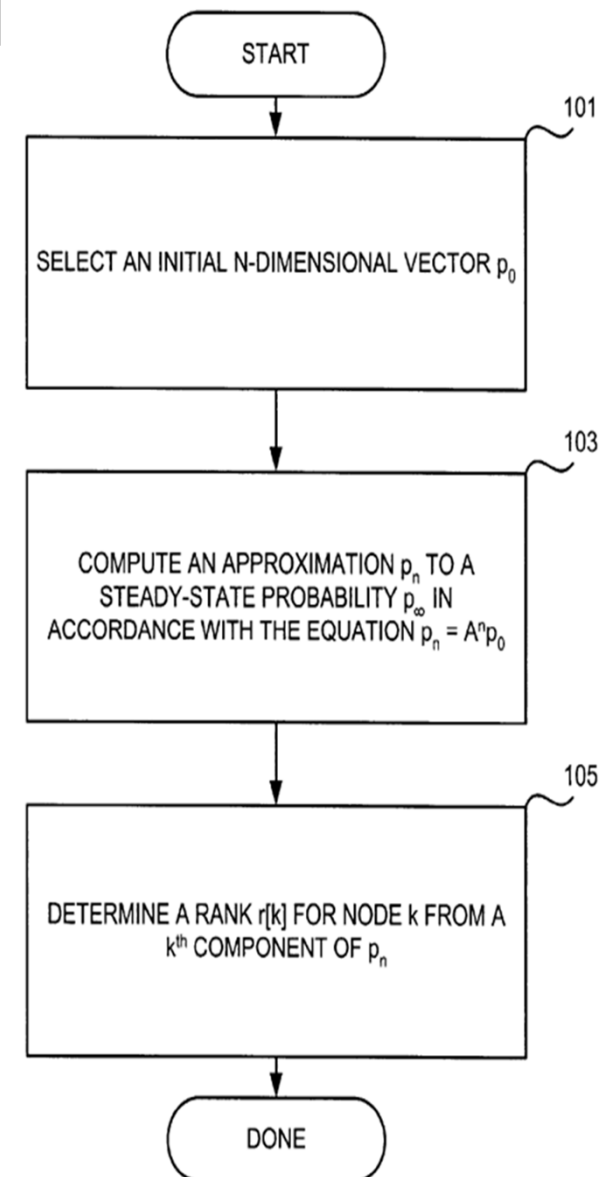 START
101
SELECT AN INITIAL N-DIMENSIONAL VECTOR p₀
103
COMPUTE AN APPROXIMATION pₙ TO A
STEADY-STATE PROBABILITY p∞ IN
ACCORDANCE WITH THE EQUATION pₙ = Aⁿp₀
105
DETERMINE A RANK r[k] FOR NODE k FROM A
kᵗʰ COMPONENT OF pₙ
DONE